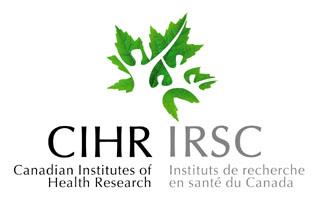 CIHR IRSC
Canadian Institutes of
Health Research
Instituts de recherche
en santé du Canada